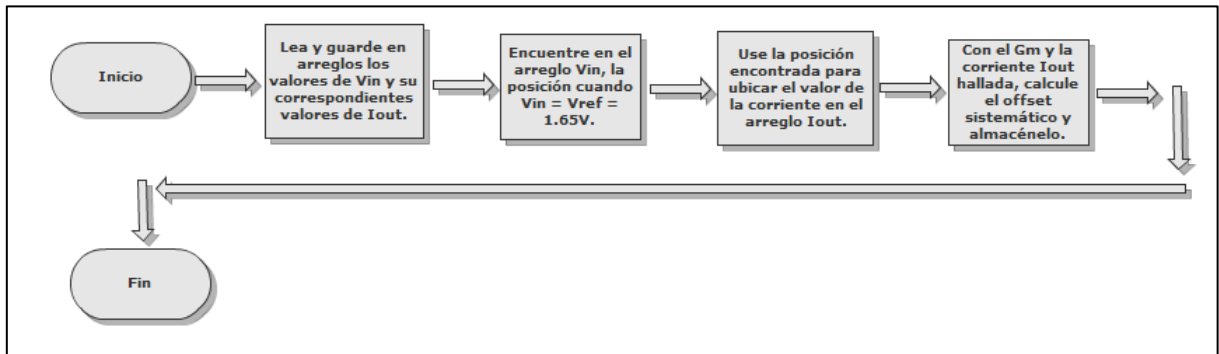 Inicio
Lea y guarde en
arreglos los
valores de Vin y su
correspondientes
valores de Iout.
Encuentre en el
arreglo Vin, la
posición cuando
Vin = Vref =
1.65V.
Use la posición
encontrada para
ubicar el valor de
la corriente en el
arreglo Iout.
Con el Gm y la
corriente Iout
hallada, calcule
el offset
sistemático y
almacénelo.
Fin